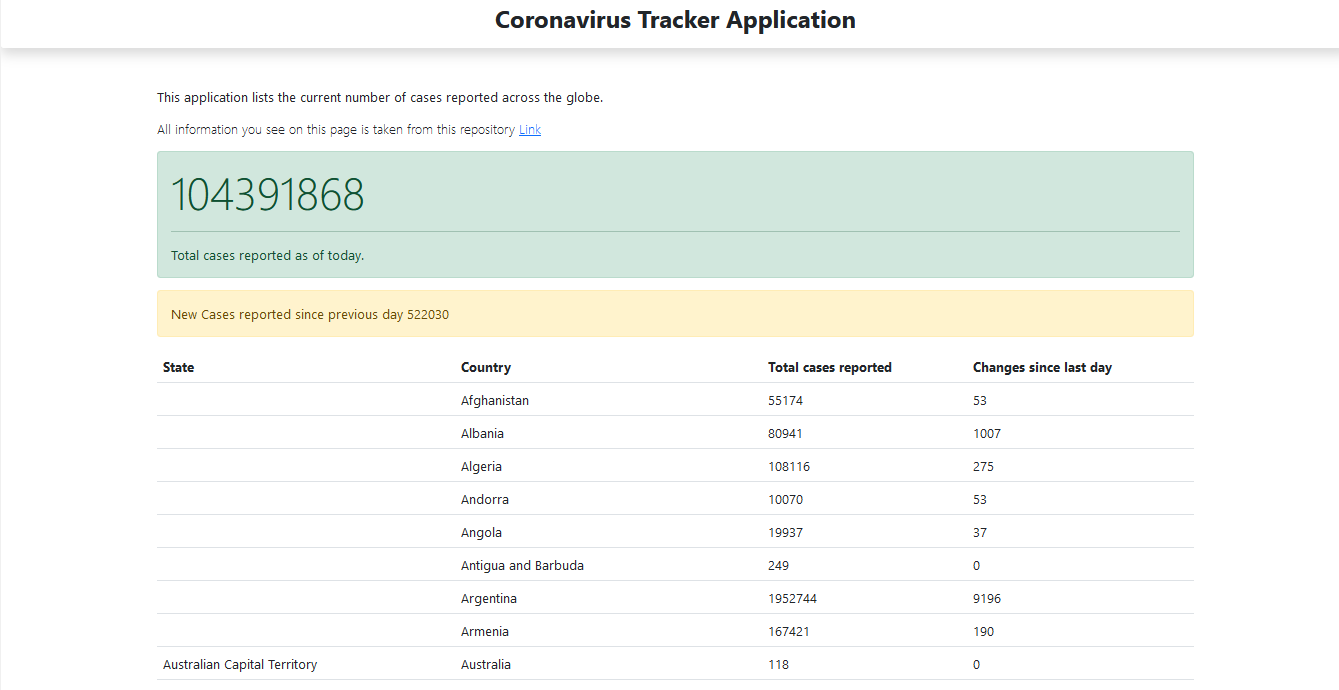 Coronavirus Tracker Application
This application lists the current number of cases reported across the globe.
All information you see on this page is taken from this repository Link
104391868
Total cases reported as of today.
New Cases reported since previous day 522030
State Country Total cases reported Changes since last day
Afghanistan 55174 53
Albania 80941 1007
Algeria 108116 275
Andorra 10070 53
Angola 19937 37
Antigua and Barbuda 249 0
Argentina 1952744 9196
Armenia 167421 190
Australian Capital Territory Australia 118 0